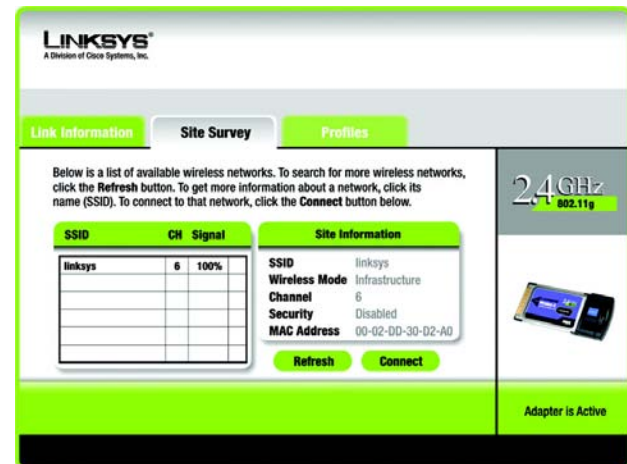 LINKSYS®
A Division of Cisco Systems, Inc.
Link Information
Site Survey
Profiles
Below is a list of available wireless networks. To search for more wireless networks,
click the Refresh button. To get more information about a network, click its
name (SSID). To connect to that network, click the Connect button below.
SSID CH Signal
linksys 6 100%
Site Information
SSID linksys
Wireless Mode Infrastructure
Channel 6
Security Disabled
MAC Address 00-02-DD-30-D2-A0
Refresh
Connect
2.4GHz
802.11g
Adapter is Active